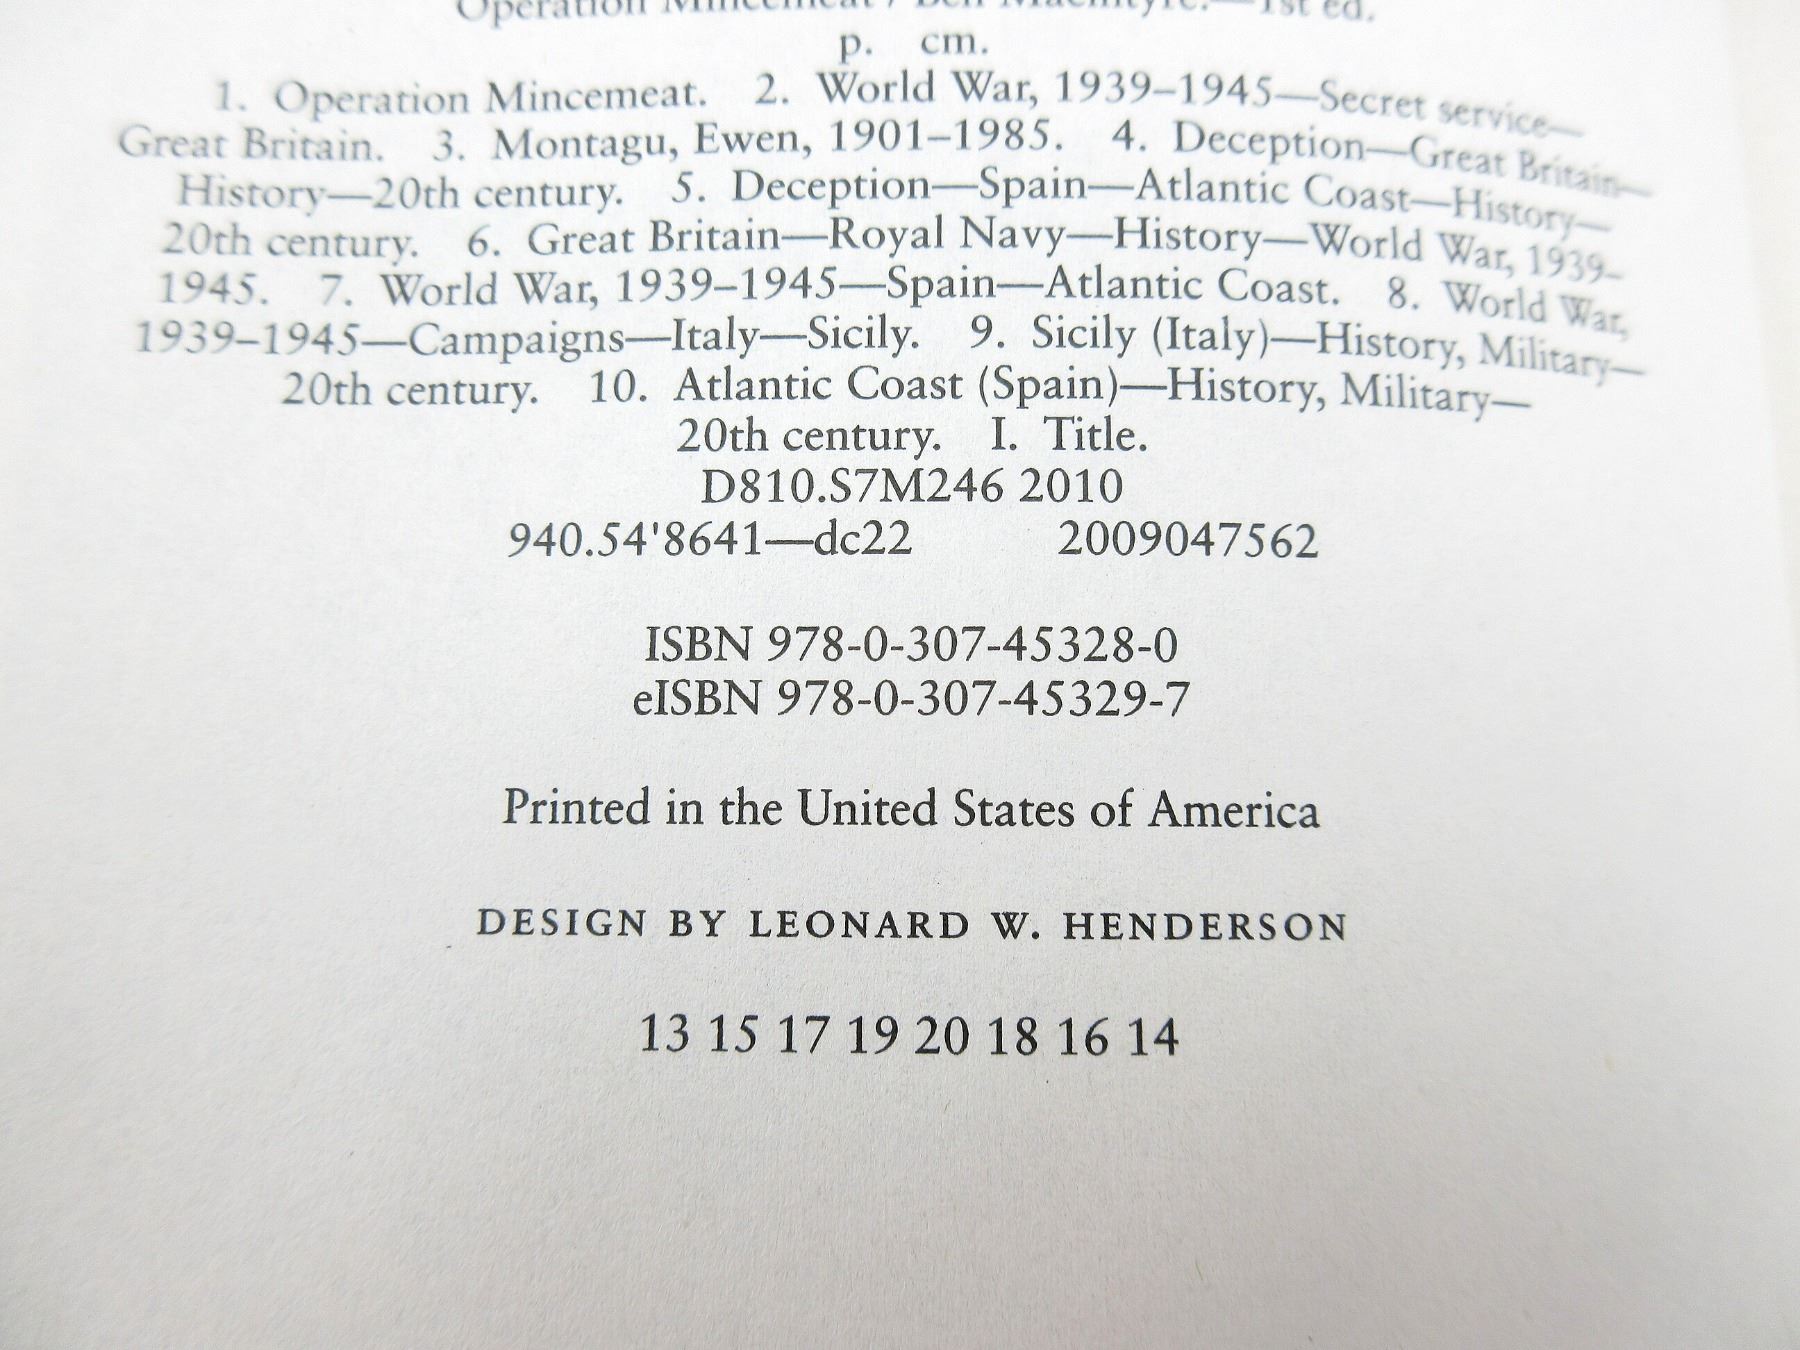 Operation Mincemeat / Ben Macintyre.—1st ed.
p. cm.
1. Operation Mincemeat. 2. World War, 1939–1945—Secret service—
Great Britain. 3. Montagu, Ewen, 1901–1985. 4. Deception—Great Britain—
History—20th century. 5. Deception—Spain—Atlantic Coast—History—
20th century. 6. Great Britain—Royal Navy—History—World War, 1939–
1945. 7. World War, 1939–1945—Spain—Atlantic Coast. 8. World War,
1939–1945—Campaigns—Italy—Sicily. 9. Sicily (Italy)—History, Military—
20th century. 10. Atlantic Coast (Spain)—History, Military—
20th century. I. Title.
D810.S7M246 2010
940.54'8641—dc22 2009047562
ISBN 978-0-307-45328-0
eISBN 978-0-307-45329-7
Printed in the United States of America
DESIGN BY LEONARD W. HENDERSON
13 15 17 19 20 18 16 14